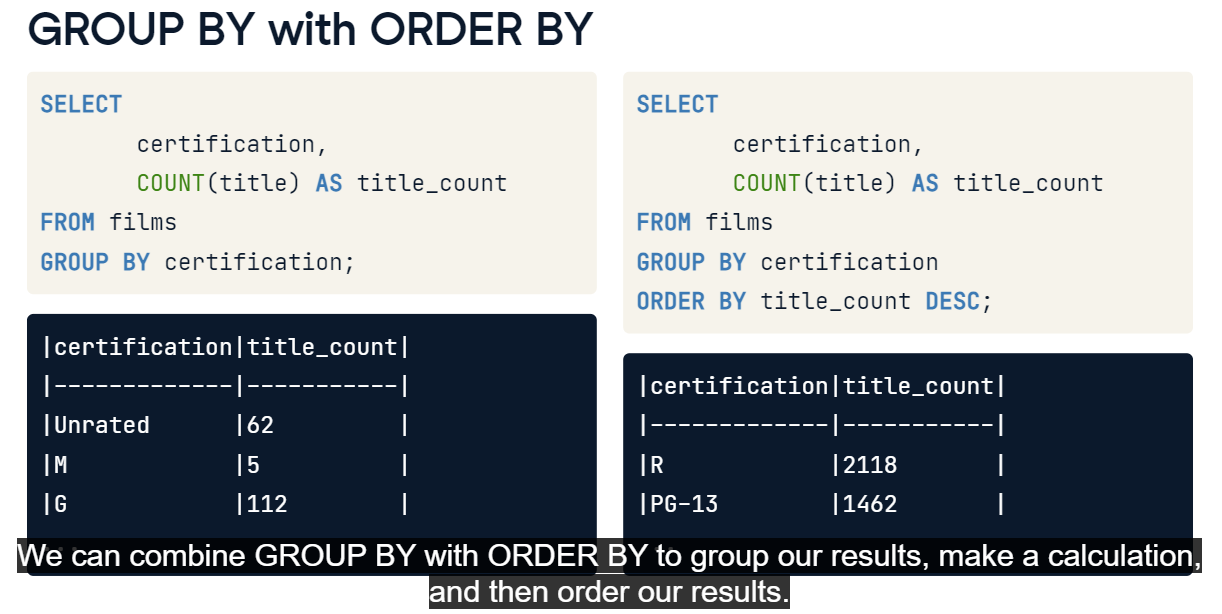 GROUP BY with ORDER BY
SELECT
certification,
COUNT(title) AS title_count
FROM films
GROUP BY certification;
|certification|title_count|
|-------------|-----------|
|Unrated      |62         |
|M            |5          |
|G            |112        |
SELECT
certification,
COUNT(title) AS title_count
FROM films
GROUP BY certification
ORDER BY title_count DESC;
|certification|title_count|
|-------------|-----------|
|R            |2118       |
|PG-13        |1462       |
We can combine GROUP BY with ORDER BY to group our results, make a calculation,
and then order our results.